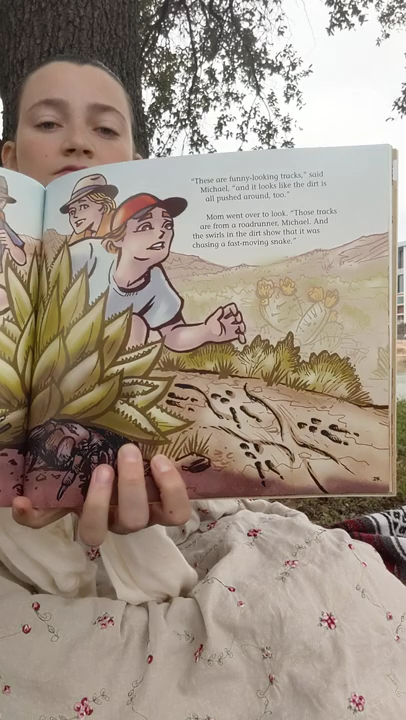 "These are funny-looking tracks," said
Michael, "and it looks like the dirt is
all pushed around, too."
Mom went over to look. "Those tracks
are from a roadrunner, Michael. And
the swirls in the dirt show that it was
chasing a fast-moving snake."